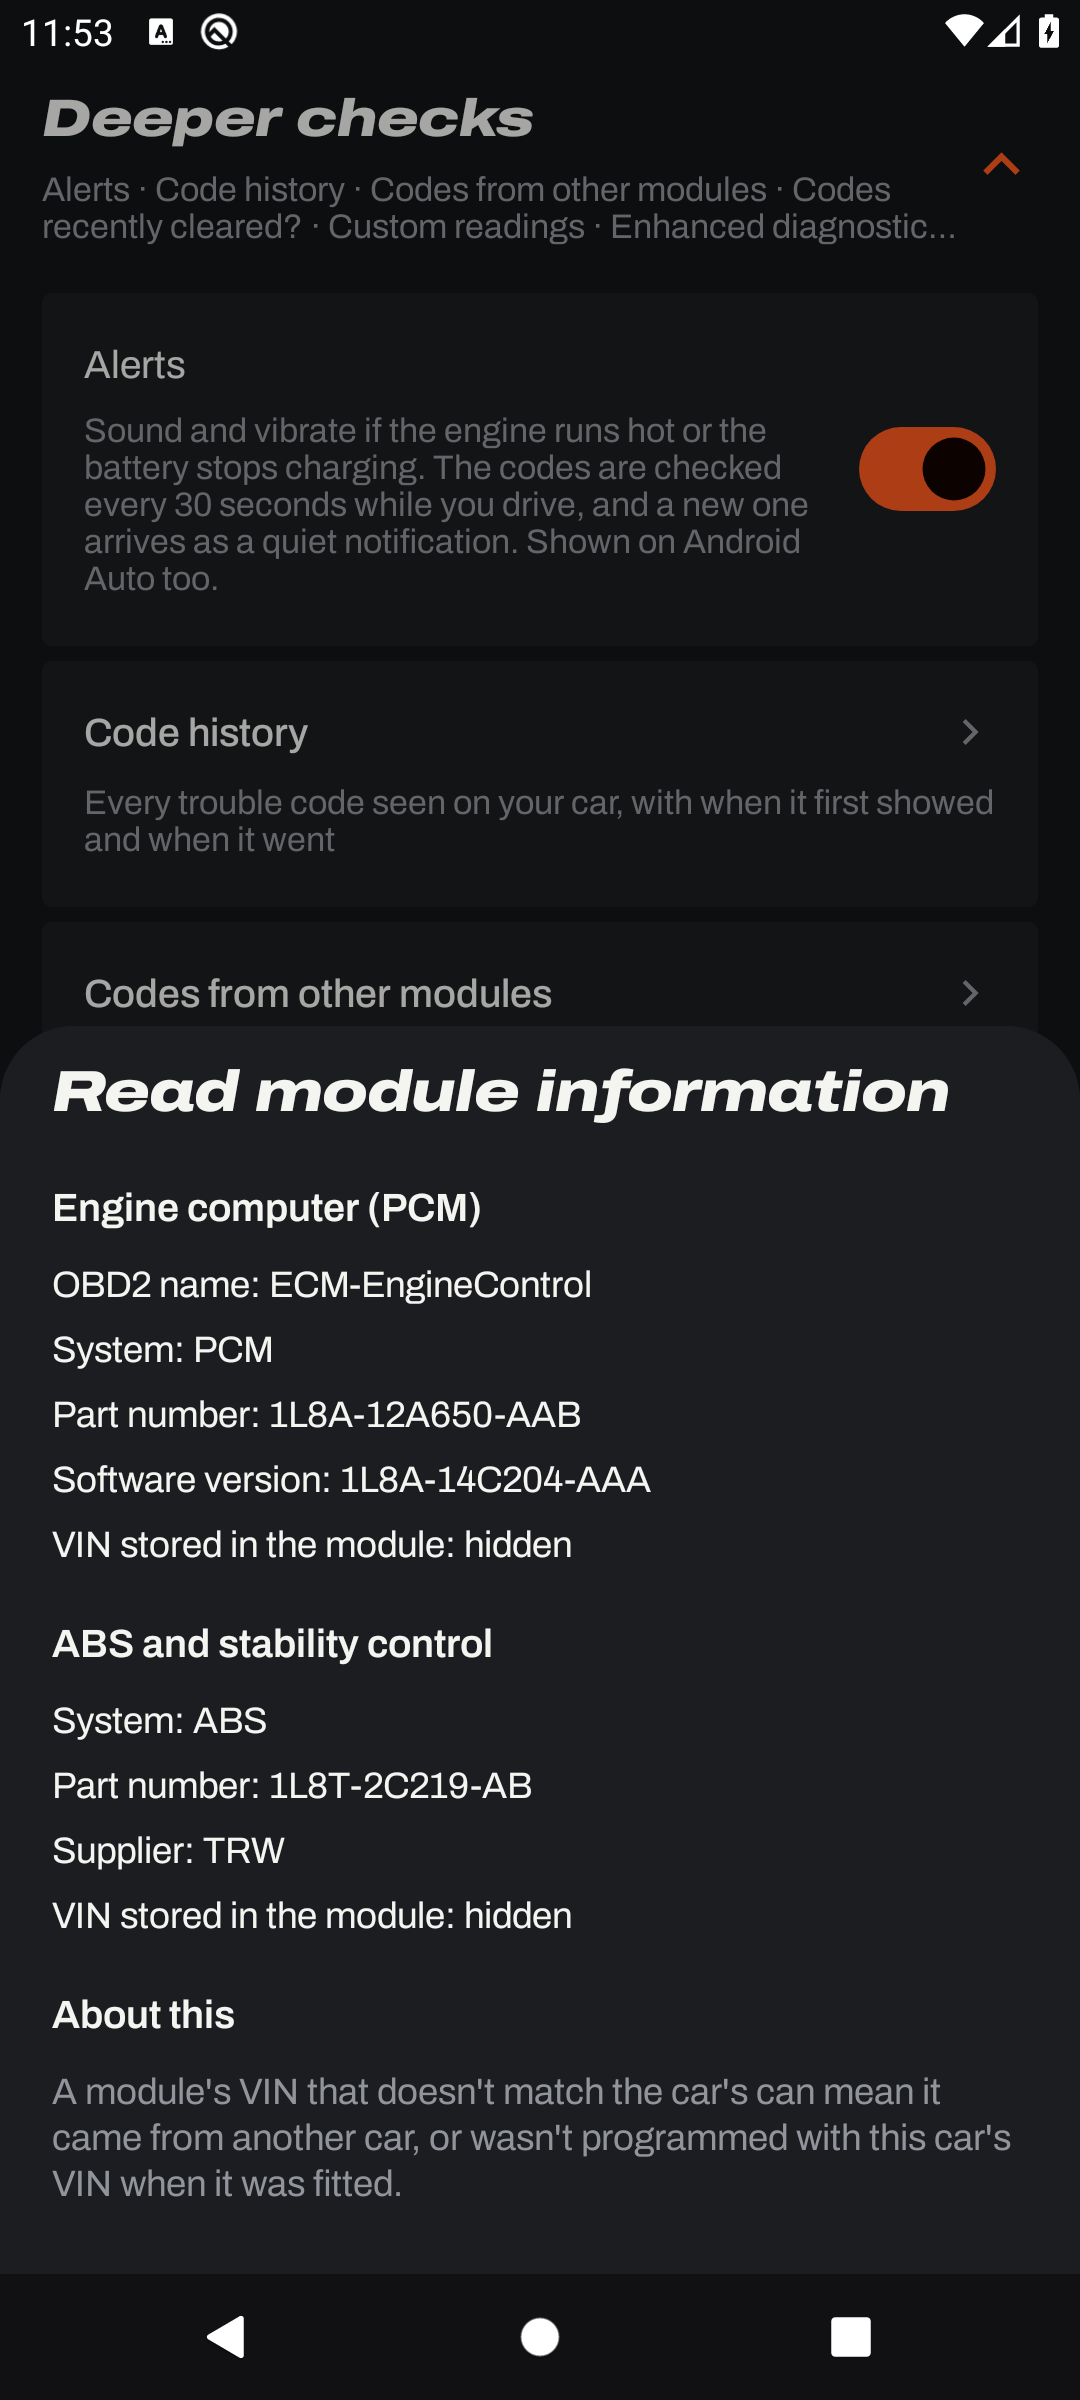 11:53
Deeper checks
Alerts · Code history · Codes from other modules · Codes
recently cleared? · Custom readings · Enhanced diagnostic...
Alerts
Sound and vibrate if the engine runs hot or the
battery stops charging. The codes are checked
every 30 seconds while you drive, and a new one
arrives as a quiet notification. Shown on Android
Auto too.
Code history
Every trouble code seen on your car, with when it first showed
and when it went
Codes from other modules
Read module information
Engine computer (PCM)
OBD2 name: ECM-EngineControl
System: PCM
Part number: 1L8A-12A650-AAB
Software version: 1L8A-14C204-AAA
VIN stored in the module: hidden
ABS and stability control
System: ABS
Part number: 1L8T-2C219-AB
Supplier: TRW
VIN stored in the module: hidden
About this
A module's VIN that doesn't match the car's can mean it
came from another car, or wasn't programmed with this car's
VIN when it was fitted.